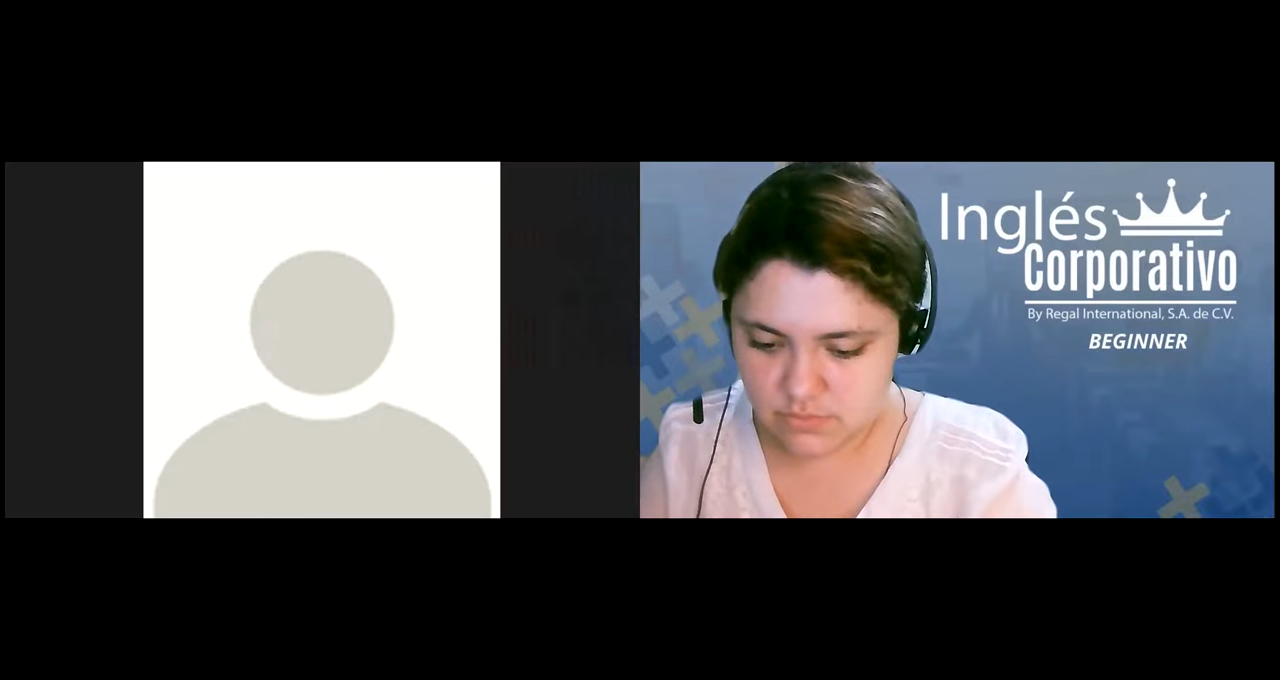 Inglés
Corporativo
By Regal International, S.A. de C.V.
BEGINNER